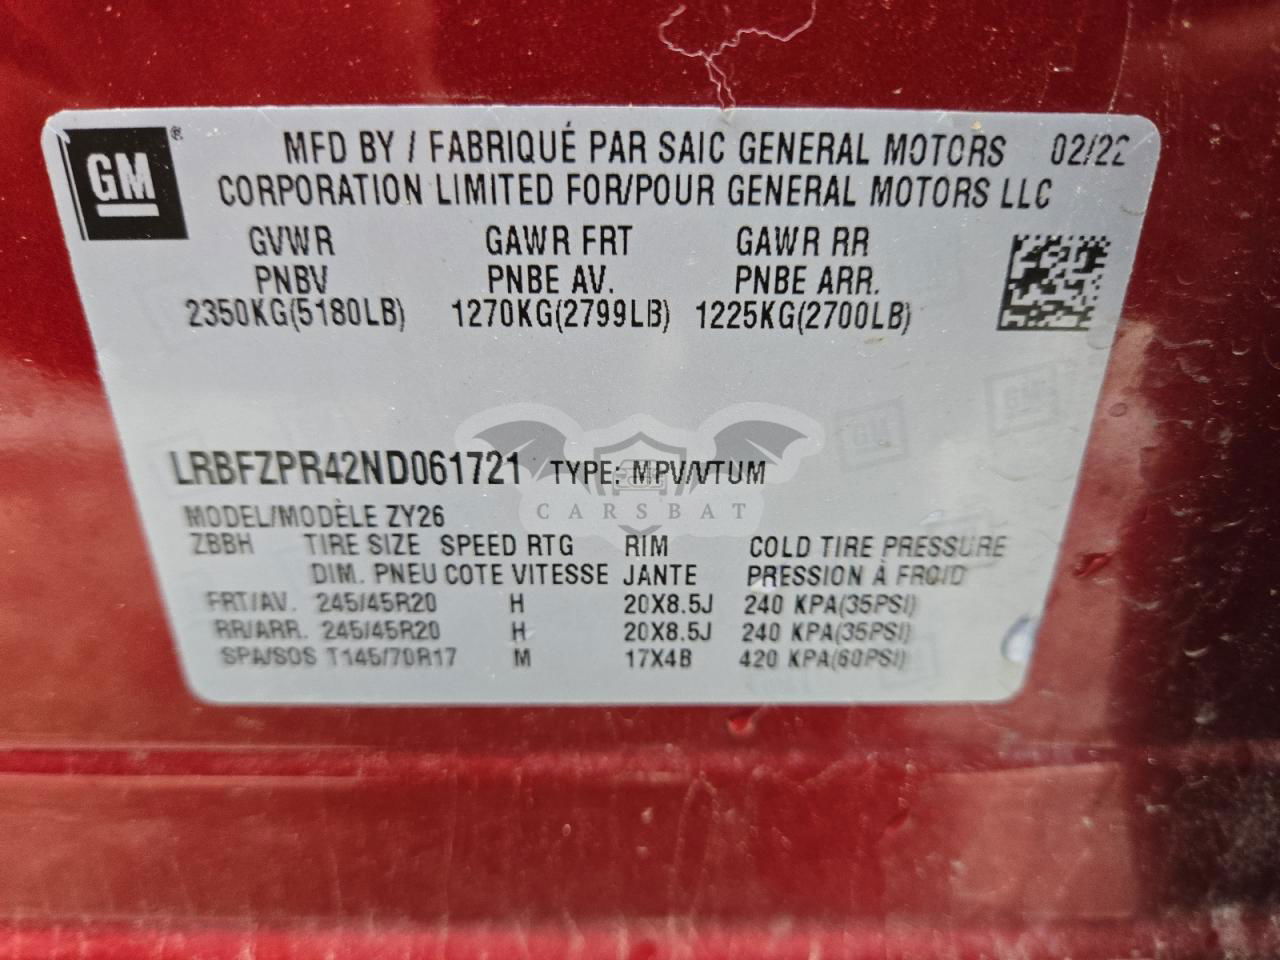 GM ® MFD BY / FABRIQUÉ PAR SAIC GENERAL MOTORS 02/22
CORPORATION LIMITED FOR/POUR GENERAL MOTORS LLC
GVWR GAWR FRT GAWR RR
PNBV PNBE AV. PNBE ARR.
2350KG(5180LB) 1270KG(2799LB) 1225KG(2700LB)
LRBFZPR42ND061721 TYPE: MPV/VTUM
CARSBAT
MODEL/MODÈLE ZY26
ZBBH TIRE SIZE SPEED RTG RIM COLD TIRE PRESSURE
DIM. PNEU COTE VITESSE JANTE PRESSION À FROID
FRT/AV. 245/45R20 H 20X8.5J 240 KPA(35PSI)
RR/ARR. 245/45R20 H 20X8.5J 240 KPA(35PSI)
SPA/SOS T145/70R17 M 17X4B 420 KPA(60PSI)